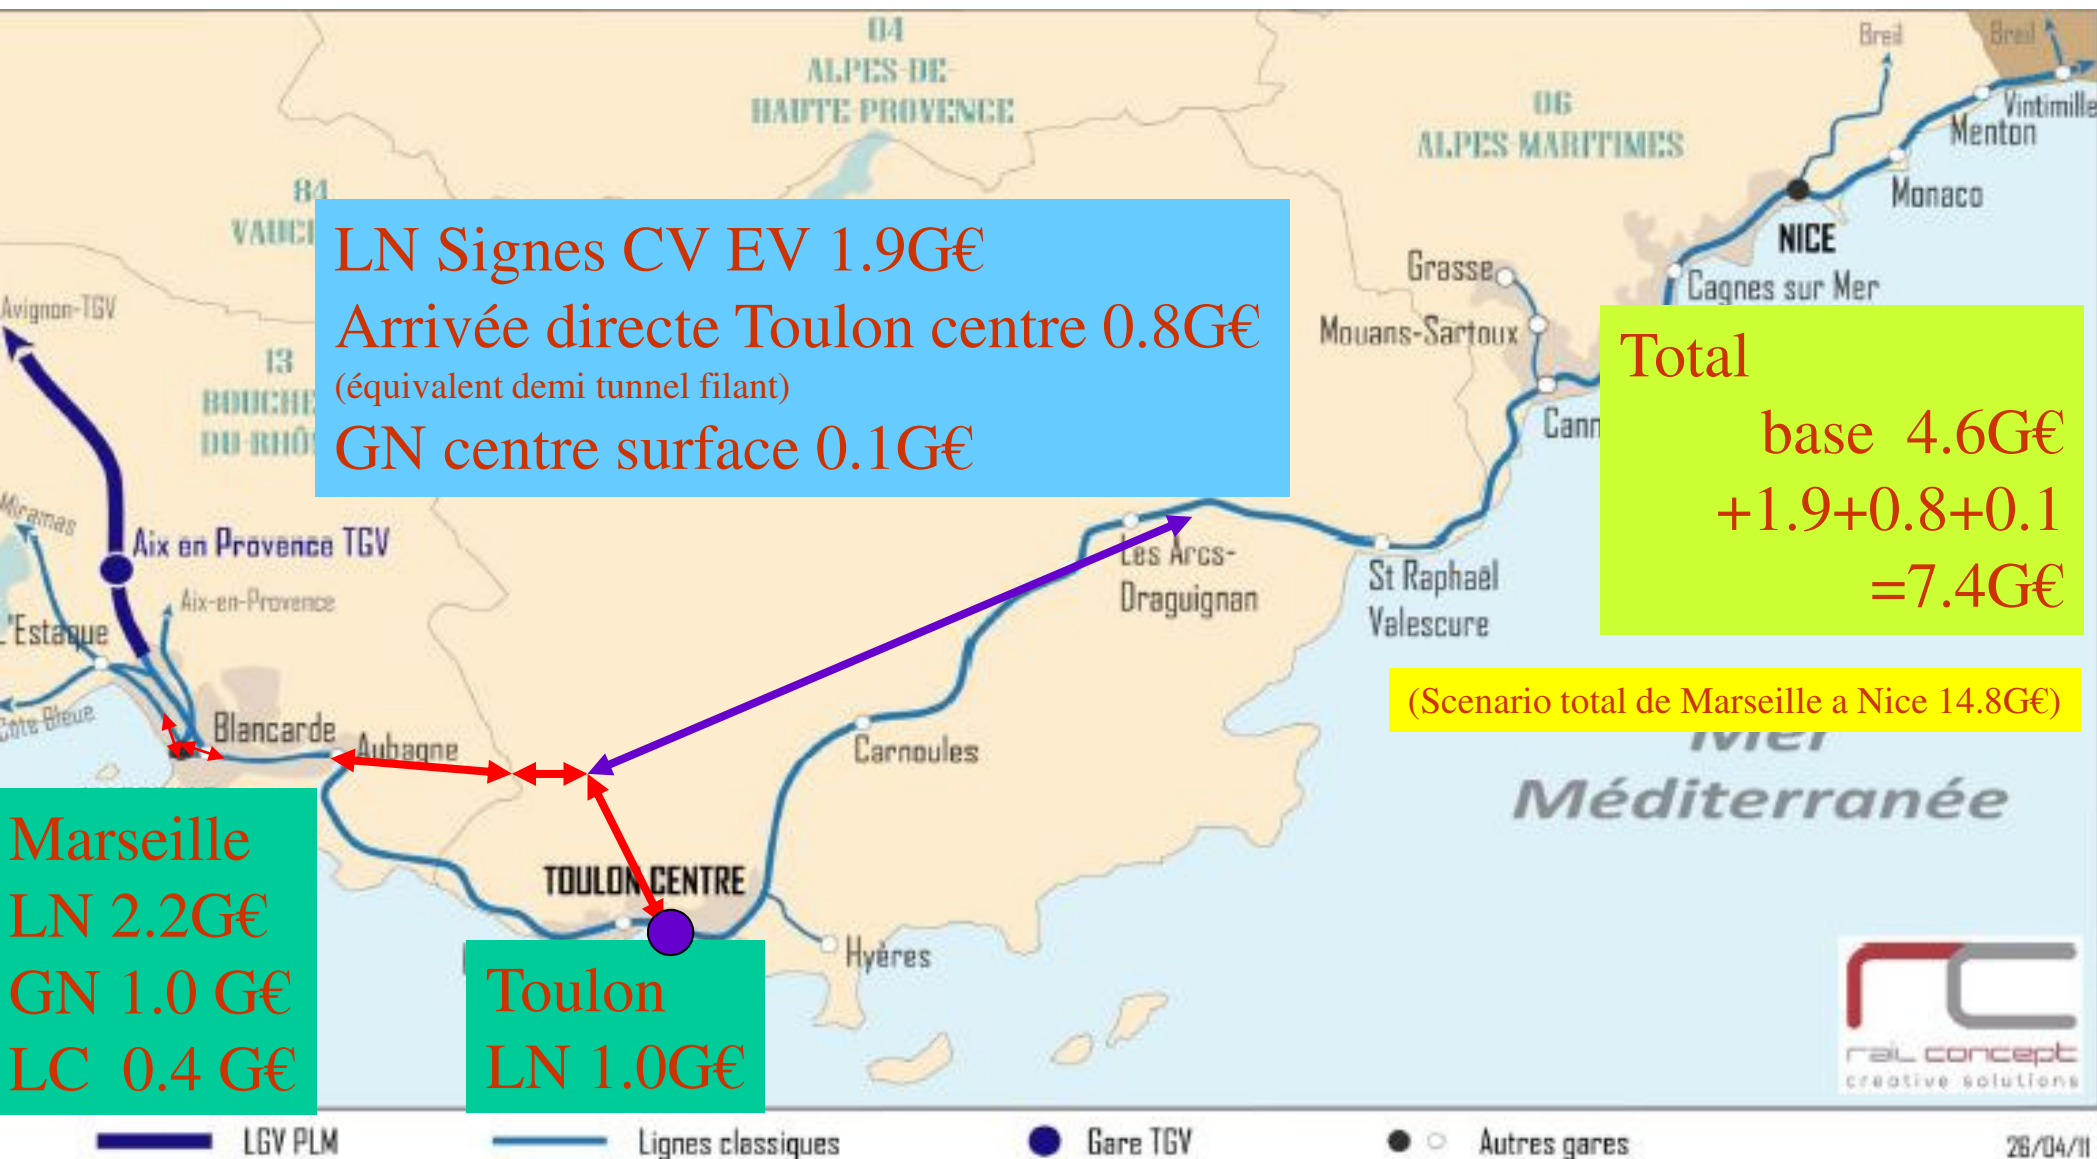 04
ALPES-DE-
HAUTE-PROVENCE
Breil
Breil
Vintimille
Menton
06
ALPES MARITIMES
Monaco
84
NICE
LN Signes CV EV 1.9G€
Arrivée directe Toulon centre 0.8G€
(équivalent demi tunnel filant)
GN centre surface 0.1G€
Grasse
Cagnes sur Mer
Avignon-TGV
Mouans-Sartoux
13
Total
base 4.6G€
+1.9+0.8+0.1
=7.4G€
Miramas
Aix en Provence TGV
Aix-en-Provence
L'Estaque
Les Arcs-
Draguignan
St Raphaël
Valescure
(Scenario total de Marseille a Nice 14.8G€)
Côte Bleue
Blancarde
Aubagne
Carnoules
Mer
Méditerranée
Marseille
LN 2.2G€
GN 1.0 G€
LC 0.4 G€
TOULON CENTRE
Hyères
Toulon
LN 1.0G€
rail concept
creative solutions
LGV PLM
Lignes classiques
Gare TGV
Autres gares
26/04/11